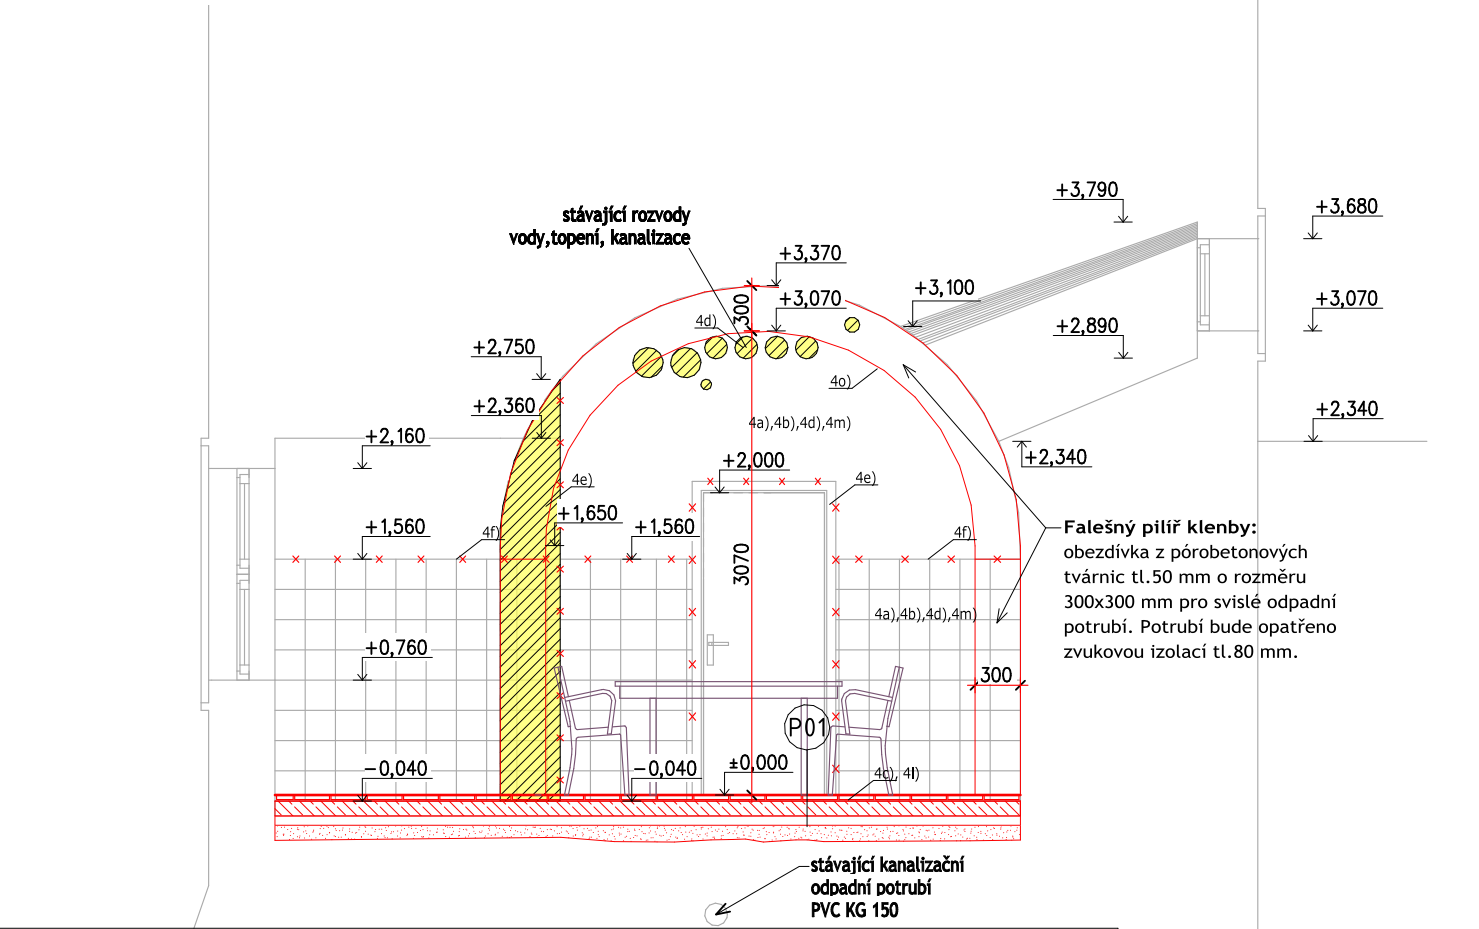 +3,790
+3,680
stávající rozvody
vody,topení, kanalizace
+3,370
+3,100
+3,070
+3,070
300
4d)
+2,890
+2,750
4o)
+2,360
+2,340
4a),4b),4d),4m)
+2,160
+2,000
+2,340
4e)
4e)
+1,650
+1,560
4f)
+1,560
4f)
3070
Falešný pilíř klenby:
obezdívka z pórobetonových
tvárnic tl.50 mm o rozměru
300x300 mm pro svislé odpadní
potrubí. Potrubí bude opatřeno
zvukovou izolací tl.80 mm.
4a),4b),4d),4m)
+0,760
300
P01
-0,040
-0,040
±0,000
4c), 4l)
stávající kanalizační
odpadní potrubí
PVC KG 150